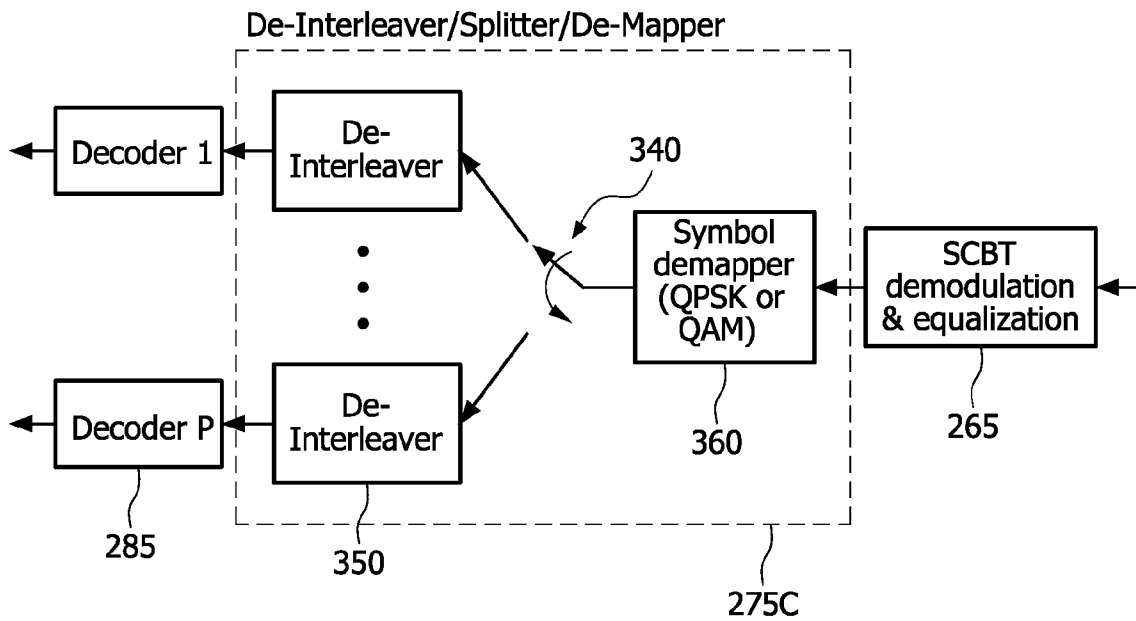 De-Interleaver/Splitter/De-Mapper
Decoder 1
De-
Interleaver
340
Symbol
demapper
(QPSK or
QAM)
SCBT
demodulation
& equalization
Decoder P
De-
Interleaver
285
350
360
265
275C